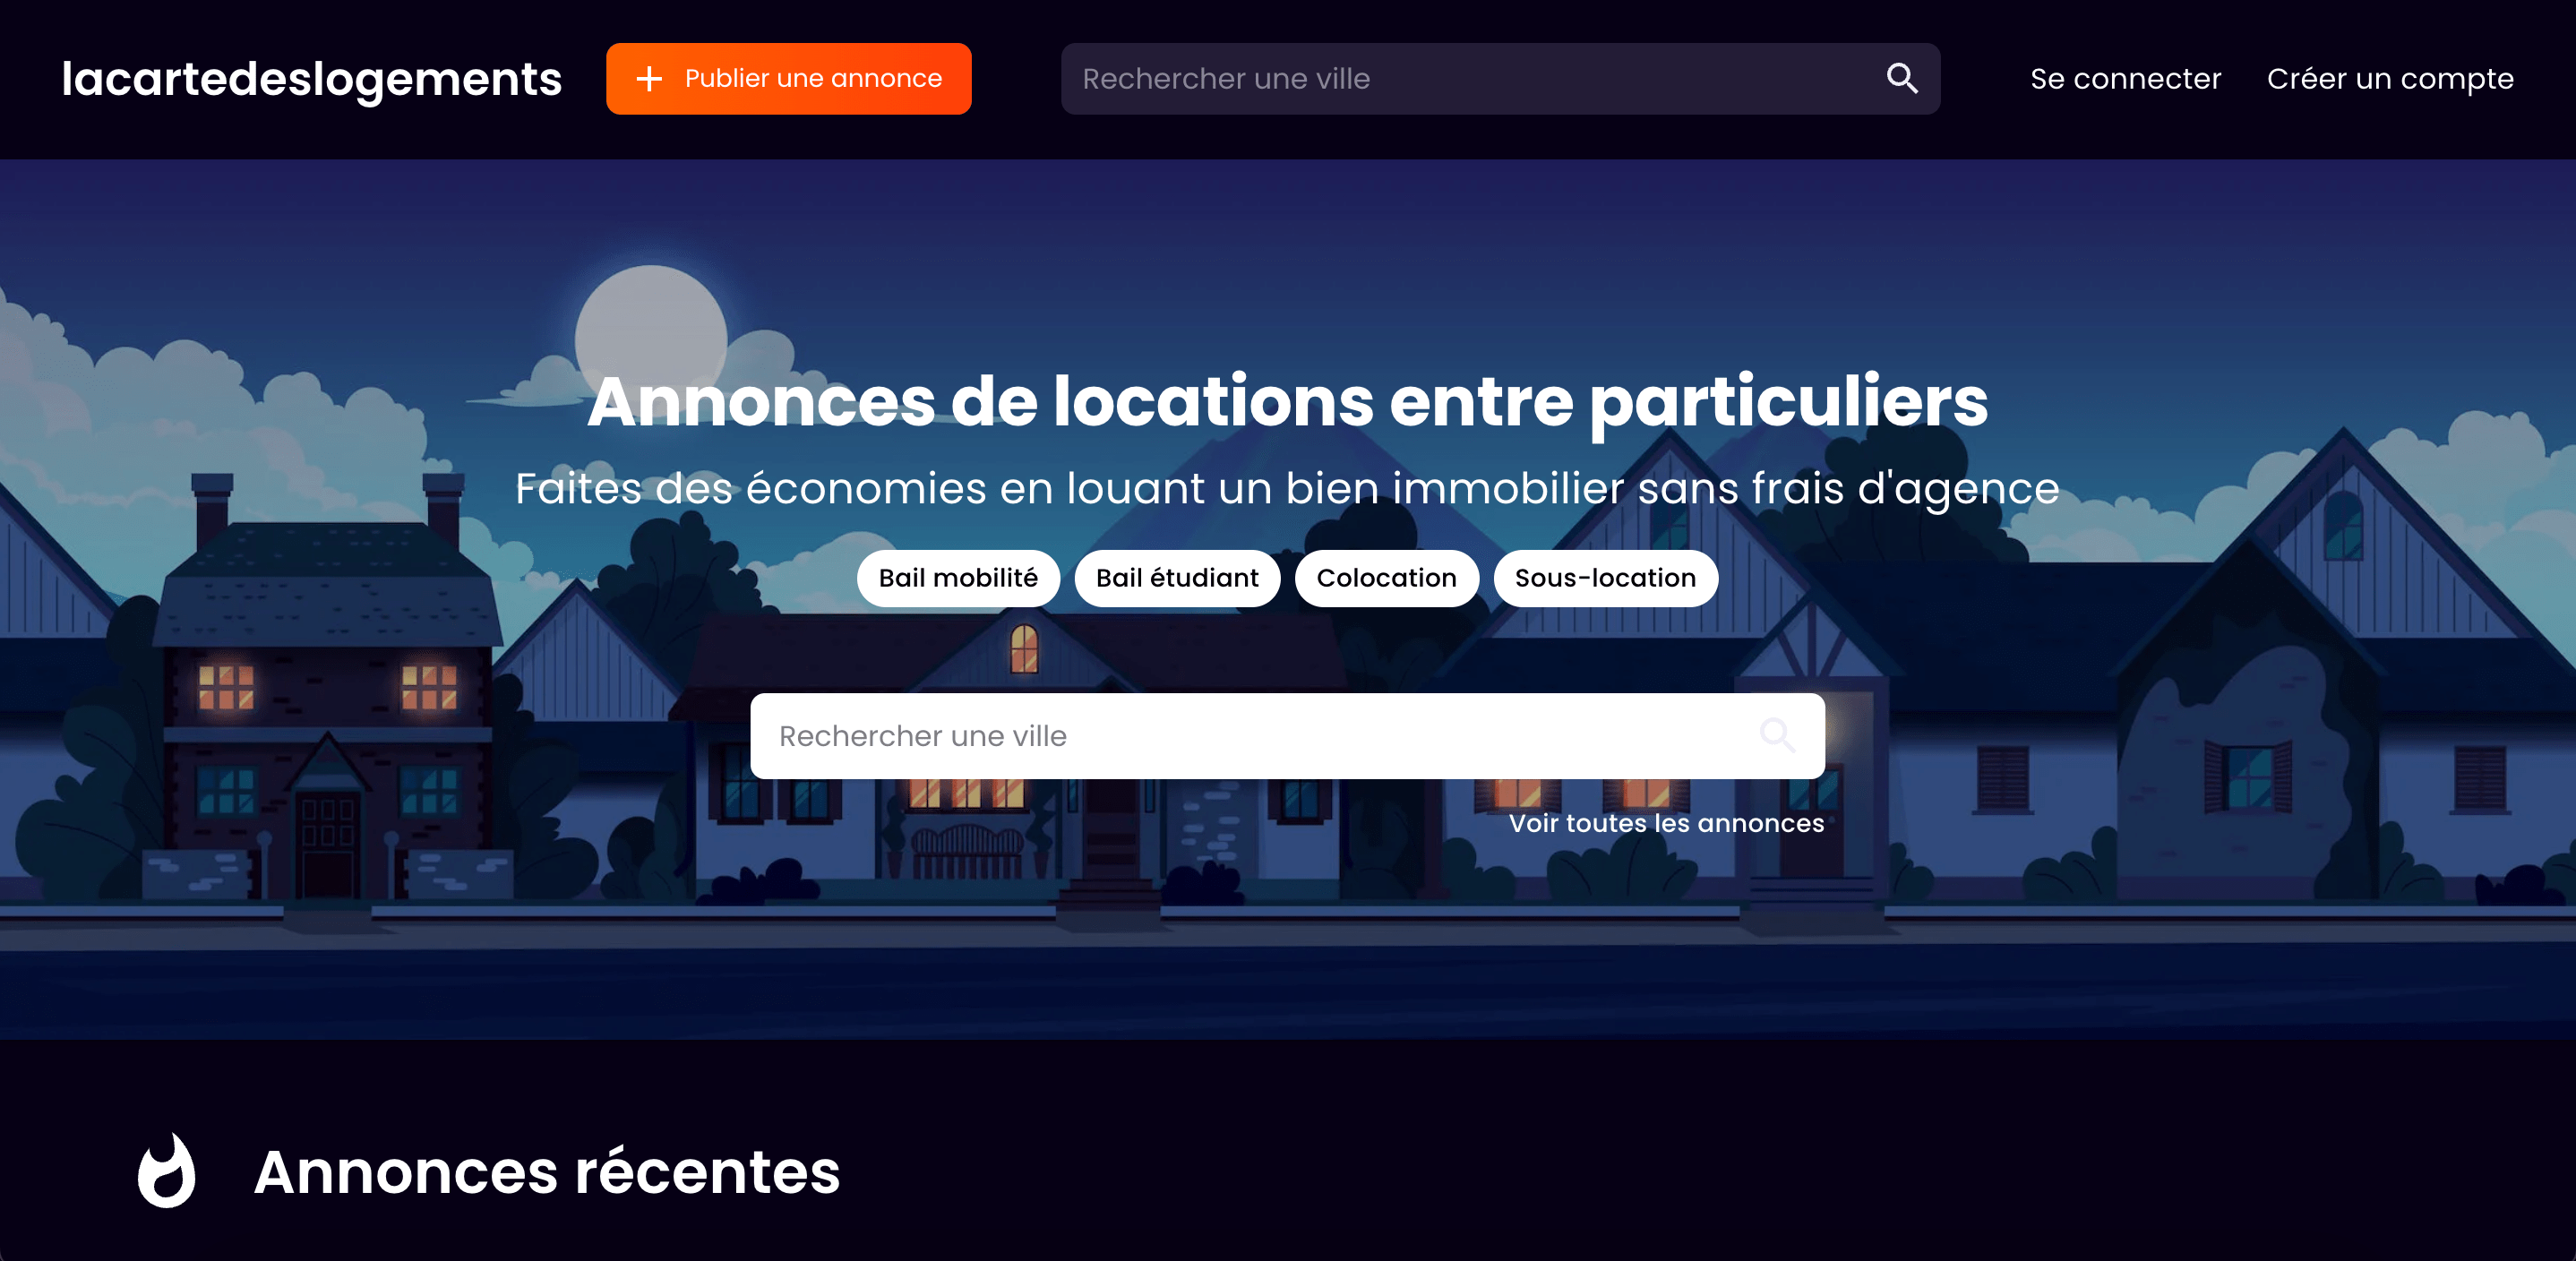 lacartedeslogements
Publier une annonce
Rechercher une ville
Se connecter
Créer un compte
Annonces de locations entre particuliers
Faites des économies en louant un bien immobilier sans frais d'agence
Bail mobilité
Bail étudiant
Colocation
Sous-location
Rechercher une ville
Voir toutes les annonces
Annonces récentes